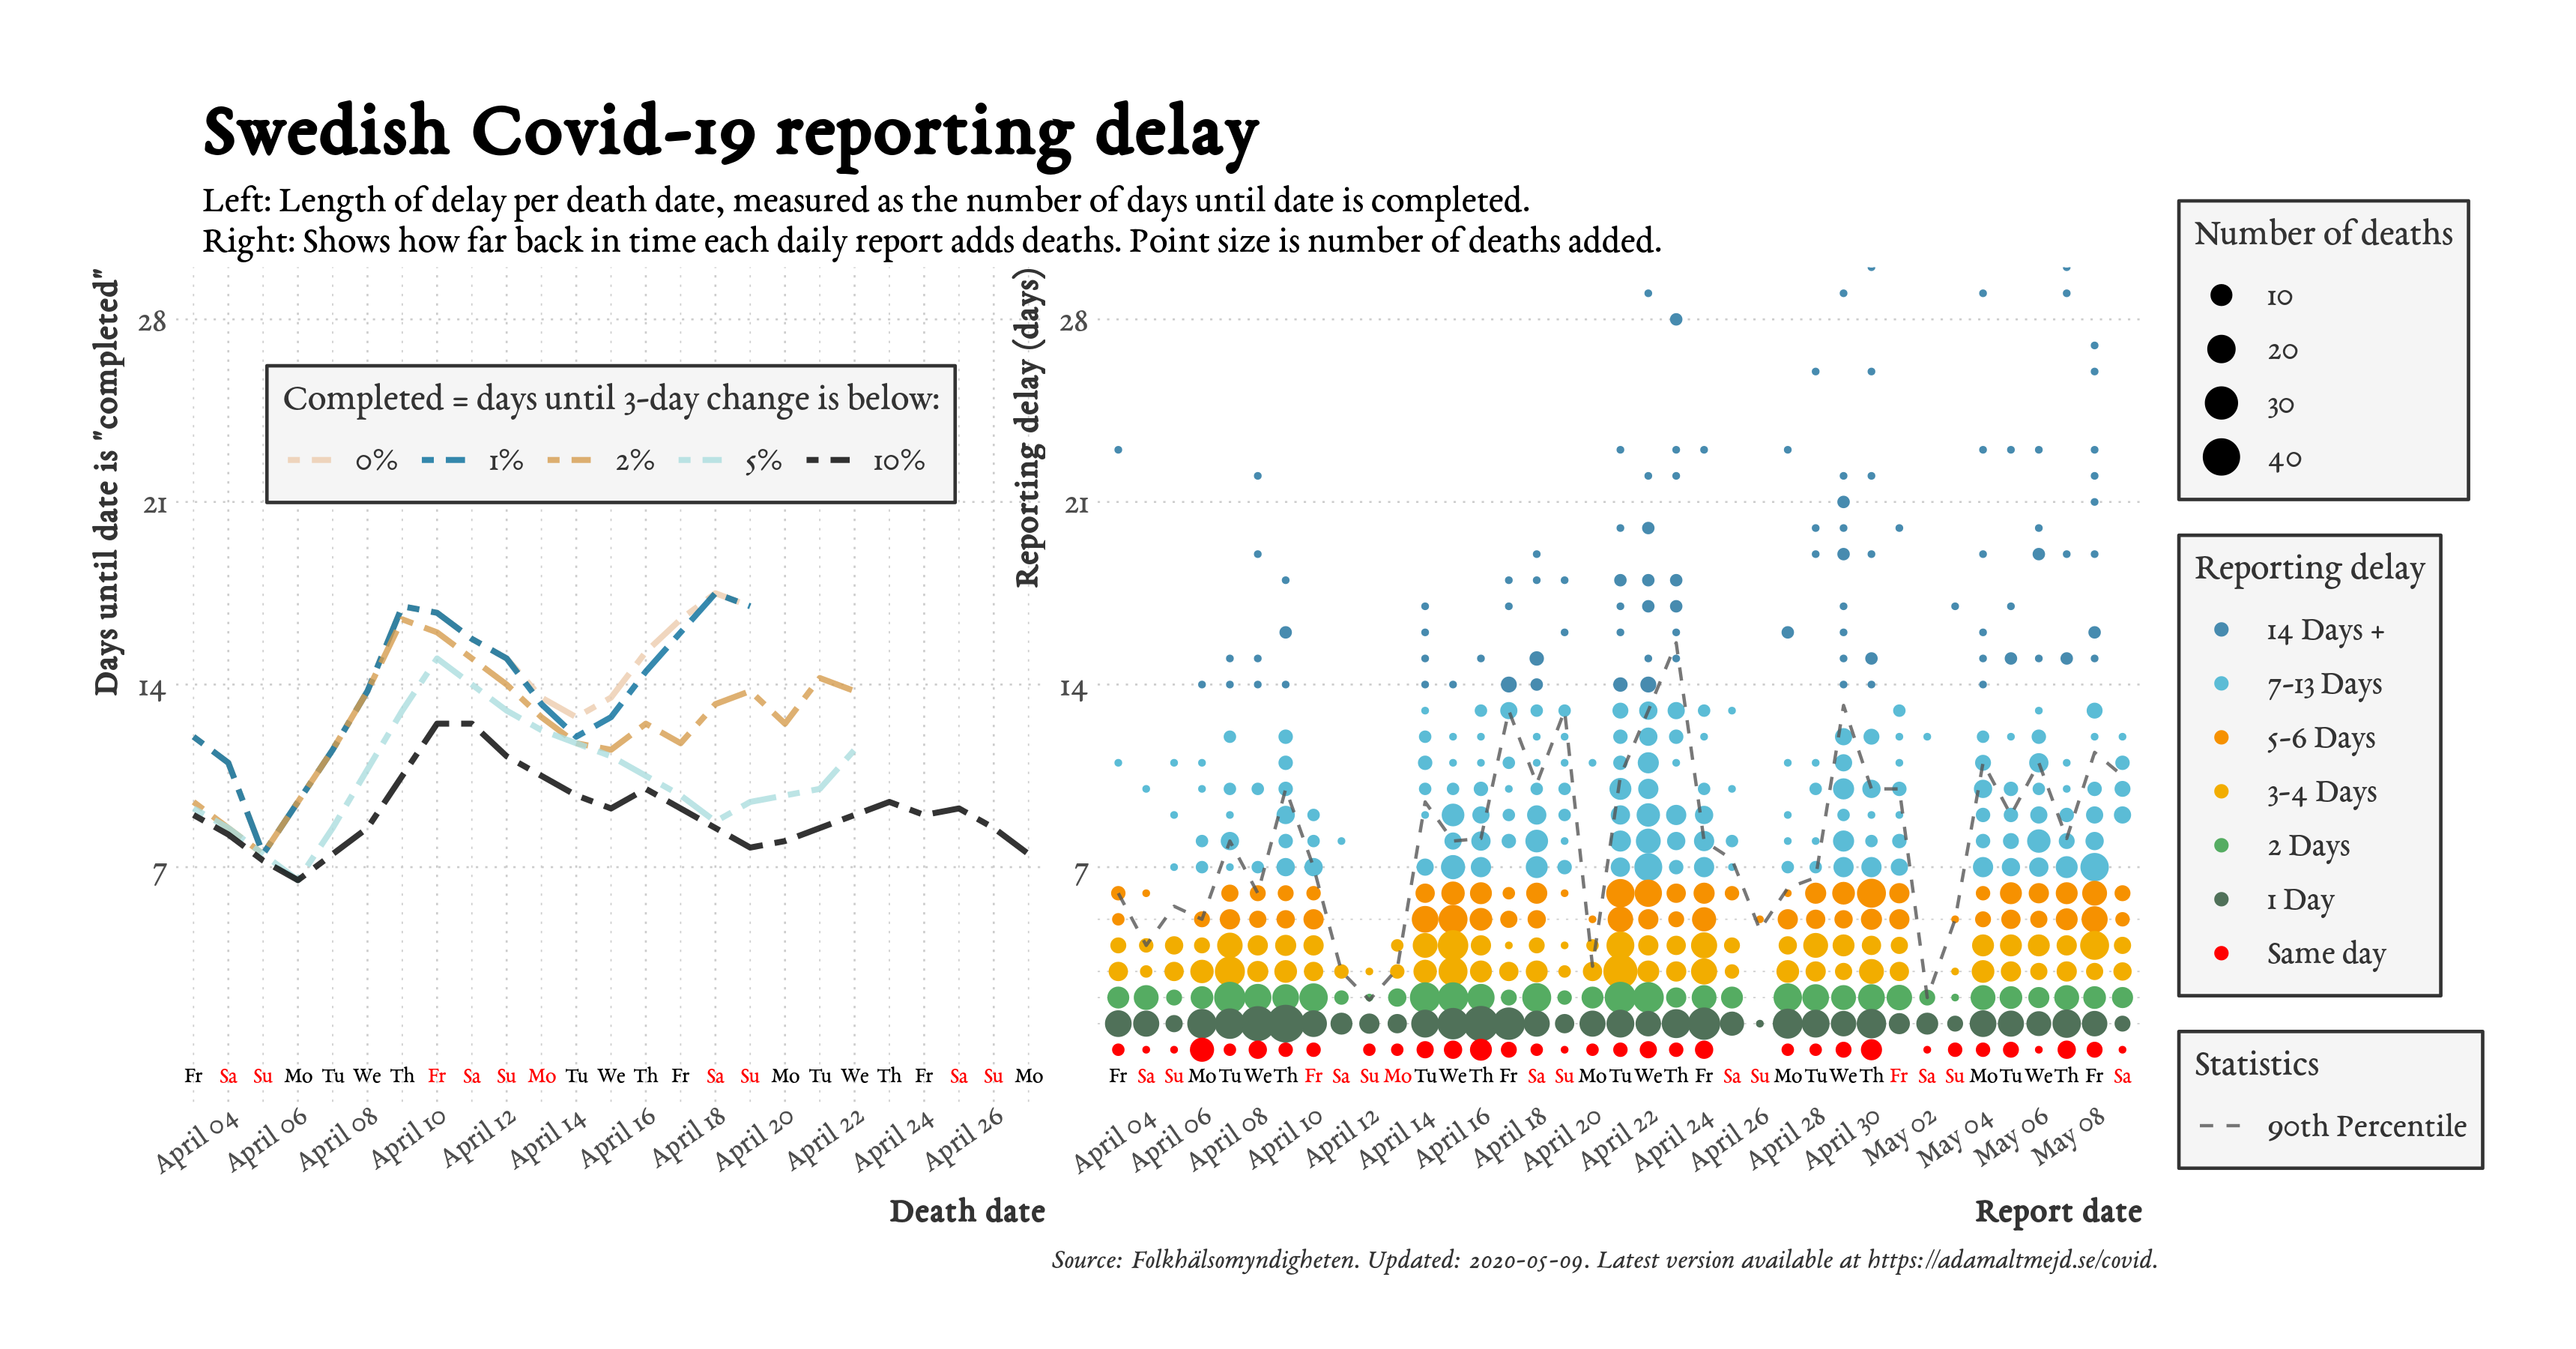 Swedish Covid-19 reporting delay
Left: Length of delay per death date, measured as the number of days until date is completed.
Right: Shows how far back in time each daily report adds deaths. Point size is number of deaths added.
Days until date is "completed"
28
21
14
7
Completed = days until 3-day change is below:
0% 1% 2% 5% 10%
Fr Sa Su Mo Tu We Th Fr Sa Su Mo Tu We Th Fr Sa Su Mo Tu We Th Fr Sa Su Mo
April 04 April 06 April 08 April 10 April 12 April 14 April 16 April 18 April 20 April 22 April 24 April 26
Death date
Reporting delay (days)
28
21
14
7
Fr Sa Su Mo Tu We Th Fr Sa Su Mo Tu We Th Fr Sa Su Mo Tu We Th Fr Sa Su Mo Tu We Th Fr Sa Su Mo Tu We Th Fr Sa
April 04 April 06 April 08 April 10 April 12 April 14 April 16 April 18 April 20 April 22 April 24 April 26 April 28 April 30 May 02 May 04 May 06 May 08
Report date
Number of deaths
10
20
30
40
Reporting delay
14 Days +
7-13 Days
5-6 Days
3-4 Days
2 Days
1 Day
Same day
Statistics
90th Percentile
Source: Folkhälsomyndigheten. Updated: 2020-05-09. Latest version available at https://adamaltmejd.se/covid.